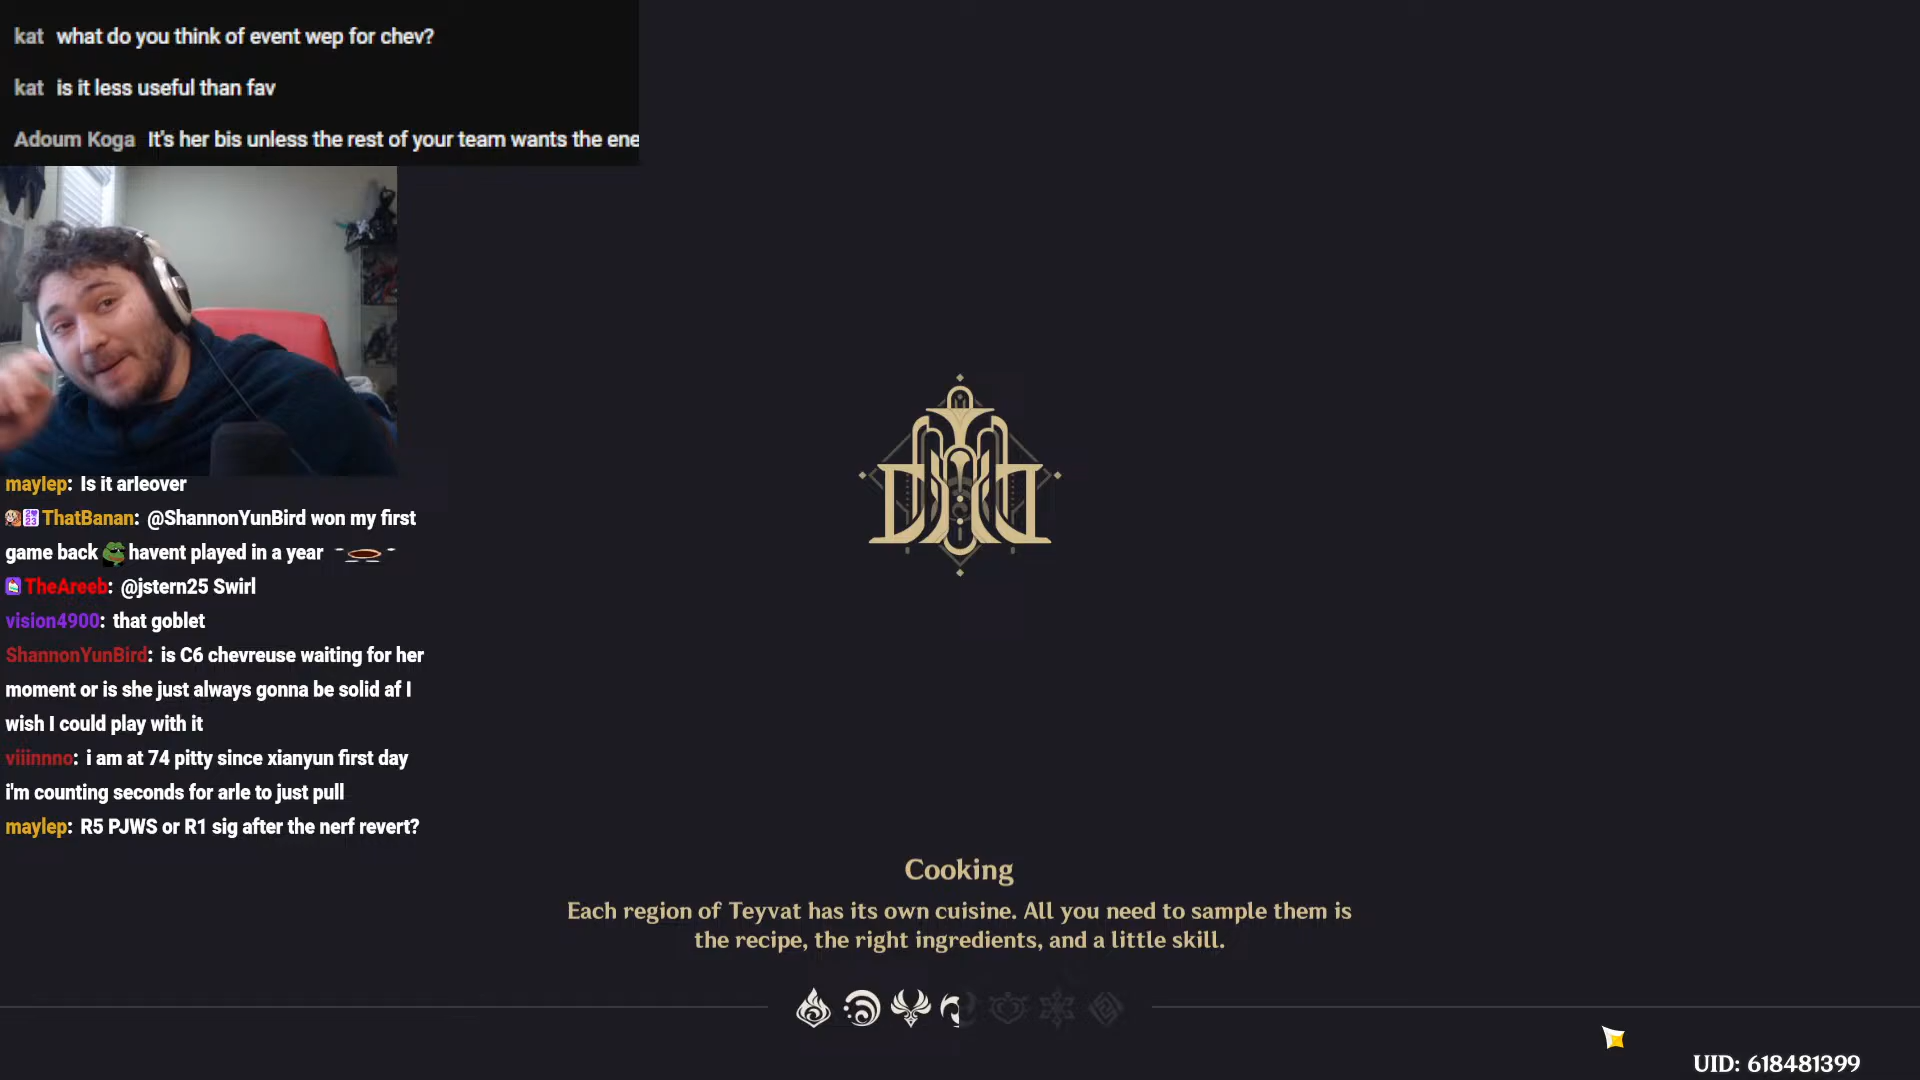 kat what do you think of event wep for chev?
kat is it less useful than fav
Adoum Koga It's her bis unless the rest of your team wants the ene
maylep: Is it arleover
ThatBanan: @ShannonYunBird won my first
game back havent played in a year
TheAreeb: @jstern25 Swirl
vision4900: that goblet
ShannonYunBird: is C6 chevreuse waiting for her
moment or is she just always gonna be solid af I
wish I could play with it
viiinnno: i am at 74 pitty since xianyun first day
i'm counting seconds for arle to just pull
maylep: R5 PJWS or R1 sig after the nerf revert?
Cooking
Each region of Teyvat has its own cuisine. All you need to sample them is
the recipe, the right ingredients, and a little skill.
UID: 618481399